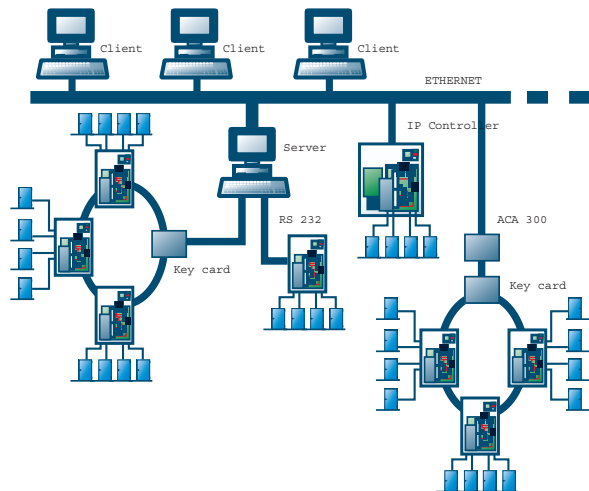 Client
Client
Client
ETHERNET
IP Controller
Server
RS 232
ACA 300
Key card
Key card